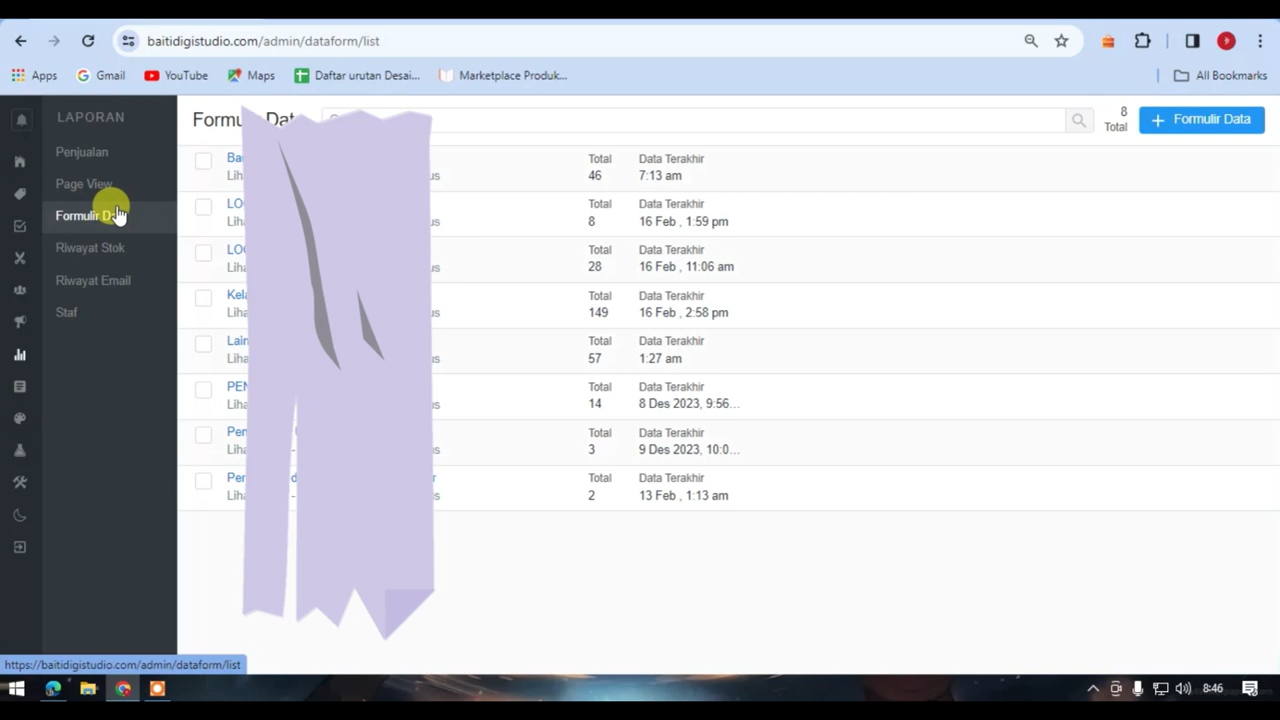 baitidigistudio.com/admin/dataform/list
Apps Gmail YouTube Maps Daftar urutan Desai... Marketplace Produk... All Bookmarks
LAPORAN
Penjualan
Page View
Formulir D
Riwayat Stok
Riwayat Email
Staf
Formu Dat 8 Total + Formulir Data
Total Data Terakhir
46 7:13 am
Total Data Terakhir
8 16 Feb , 1:59 pm
Total Data Terakhir
28 16 Feb , 11:06 am
Total Data Terakhir
149 16 Feb , 2:58 pm
Total Data Terakhir
57 1:27 am
Total Data Terakhir
14 8 Des 2023, 9:56...
Total Data Terakhir
3 9 Des 2023, 10:0...
Total Data Terakhir
2 13 Feb , 1:13 am
https://baitidigistudio.com/admin/dataform/list
8:46